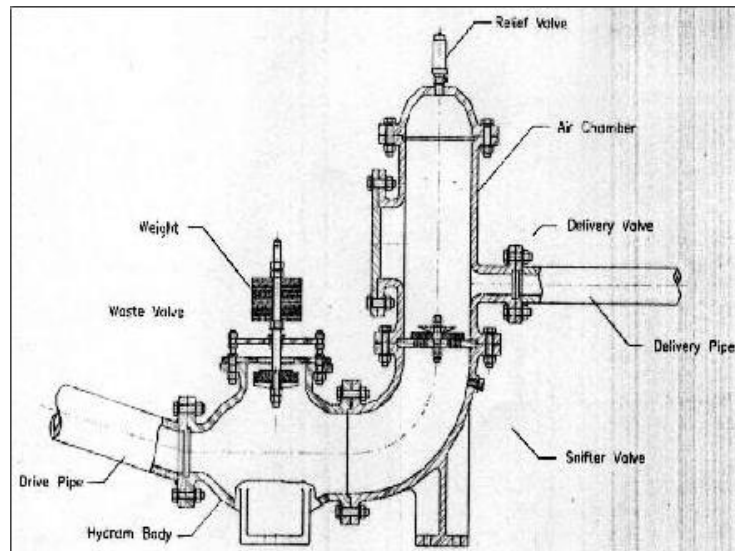 Relief Valve
Air Chamber
Weight
Delivery Valve
Waste Valve
Delivery Pipe
Snifter Valve
Drive Pipe
Hydram Body